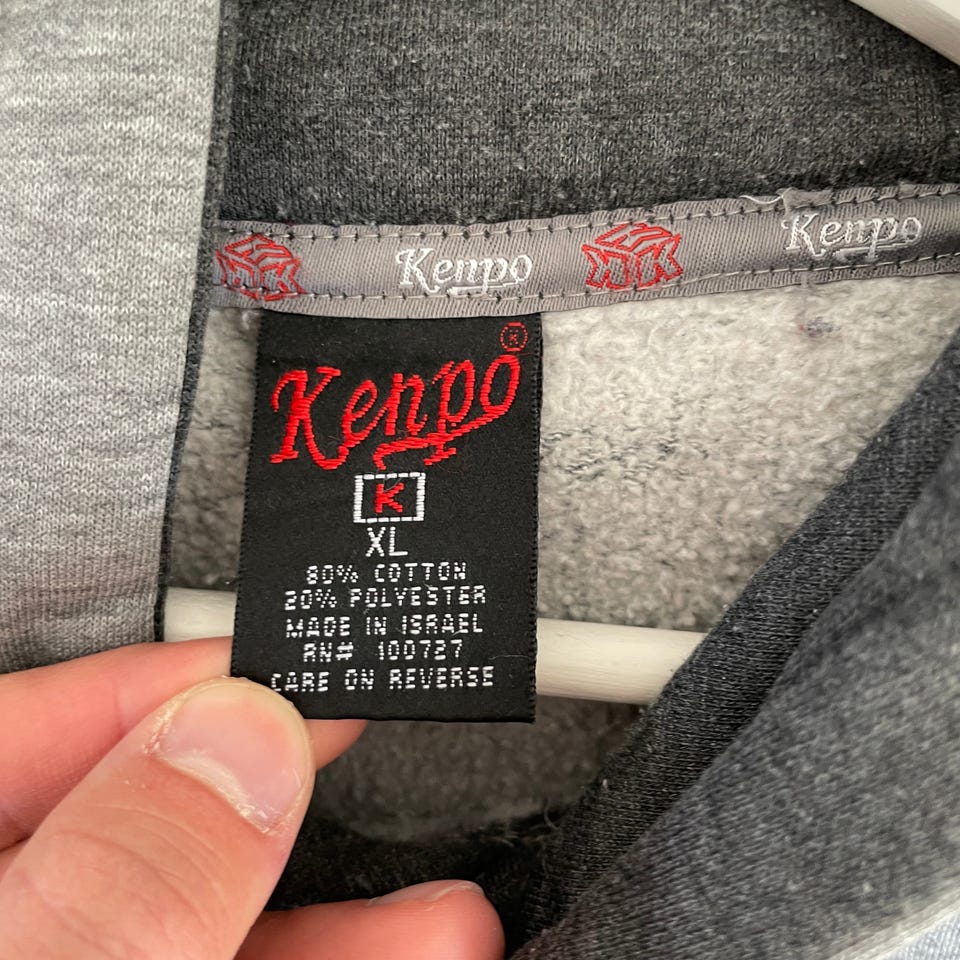 Kenpo Kenpo
Kenpo
K
XL
80% COTTON
20% POLYESTER
MADE IN ISRAEL
RN# 100727
CARE ON REVERSE